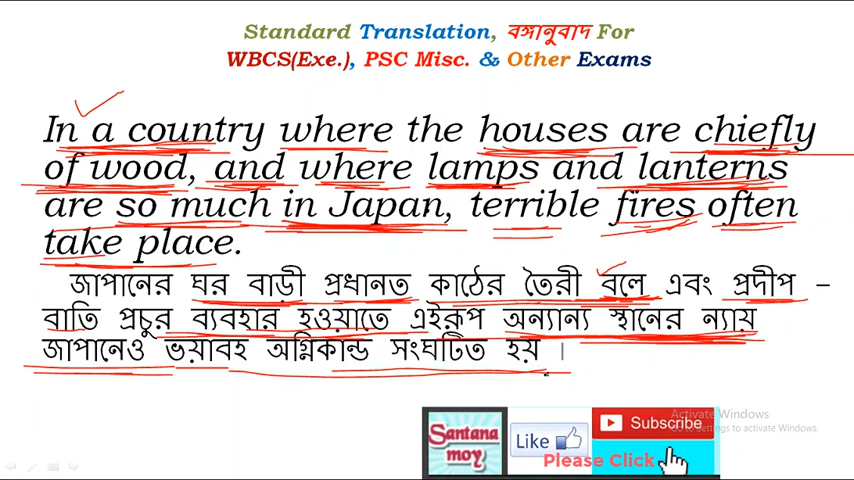 Standard Translation, বঙ্গানুবাদ For
WBCS(Exe.), PSC Misc. & Other Exams
In a country where the houses are chiefly
of wood, and where lamps and lanterns
are so much in Japan, terrible fires often
take place.
জাপানের ঘর বাড়ী প্রধানত কাঠের তৈরী বলে এবং প্রদীপ –
বাতি প্রচুর ব্যবহার হওয়াতে এইরূপ অন্যান্য স্থানের ন্যায়
জাপানেও ভয়াবহ অগ্নিকান্ড সংঘটিত হয় ।
Activate Windows
Go to Settings to activate Windows.
Santana
moy
Like
Subscribe
Please Click